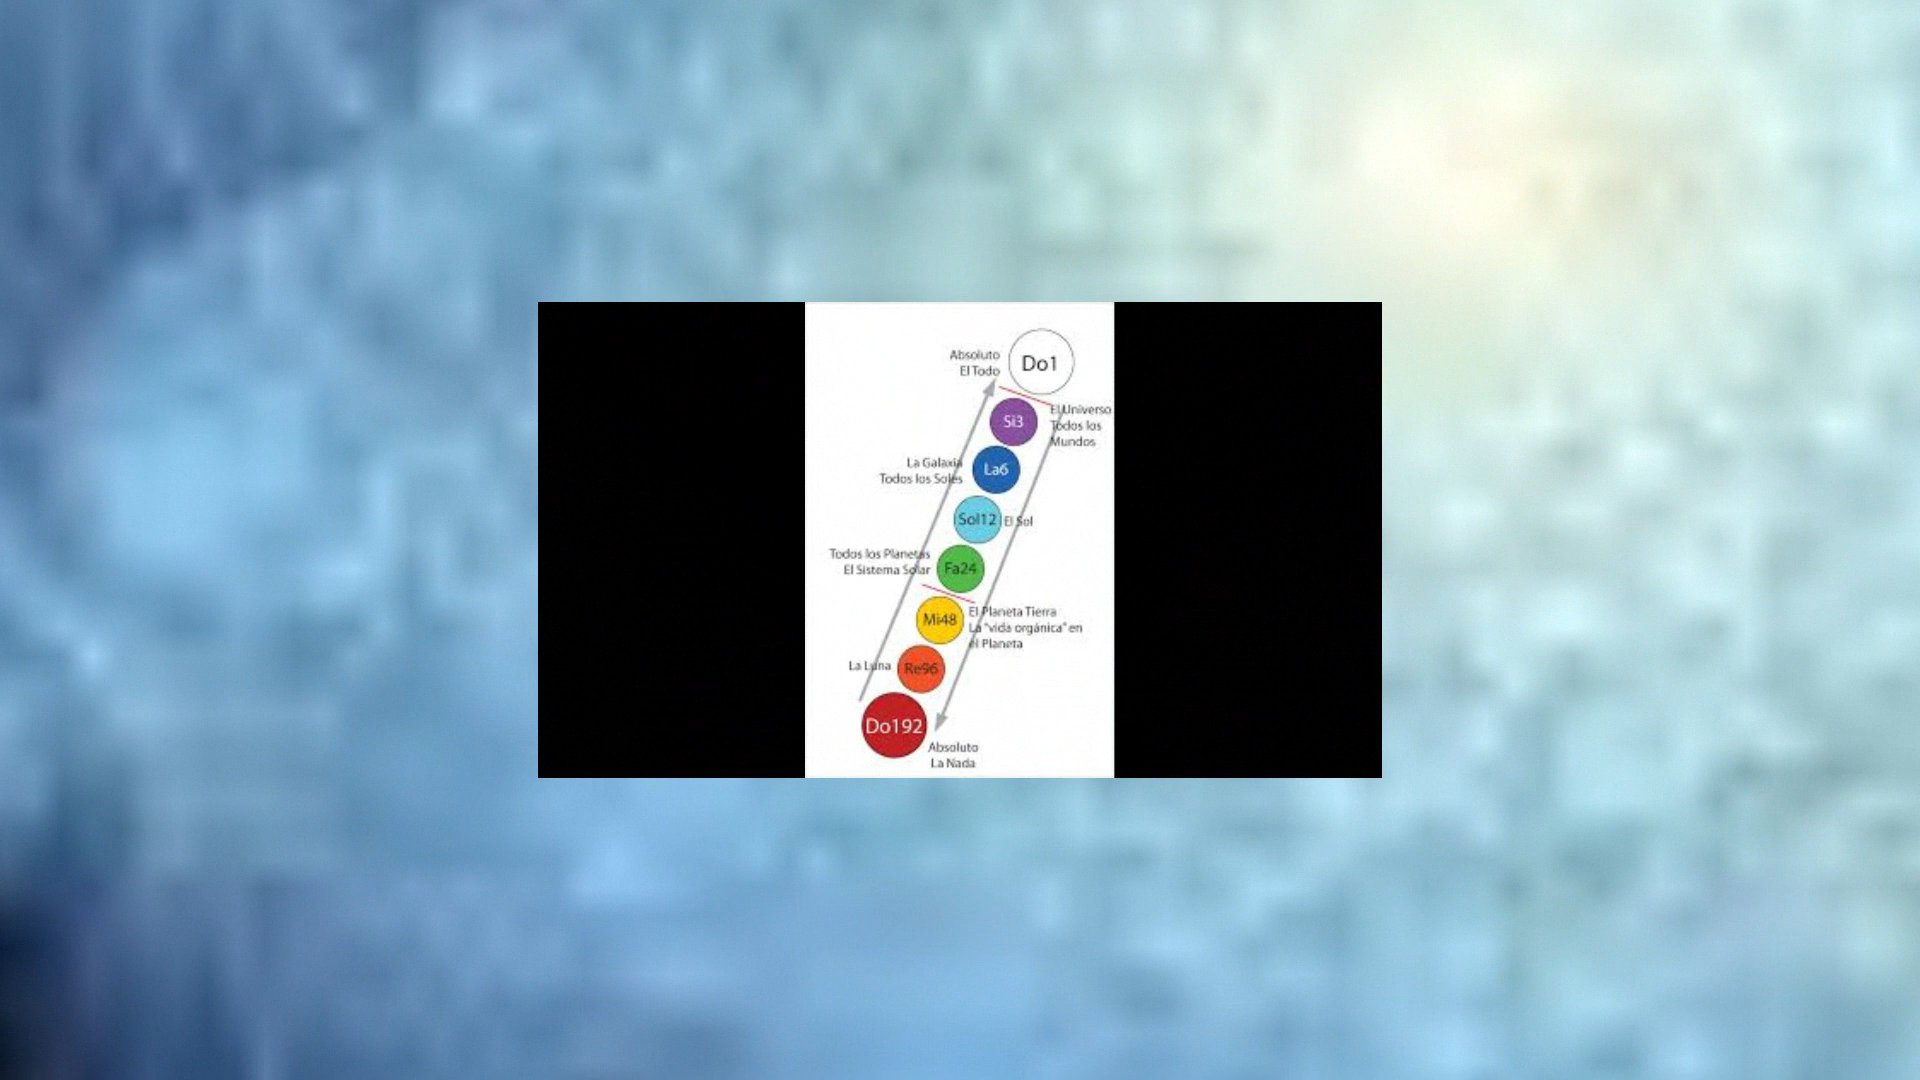 Absoluto
El Todo
Do1
Si3
El Universo
Todos los
Mundos
La Galaxia
Todos los Soles
La6
Sol12
El Sol
Todos los Planetas
El Sistema Solar
Fa24
Mi48
El Planeta Tierra
La "vida orgánica" en
el Planeta
La Luna
Re96
Do192
Absoluto
La Nada